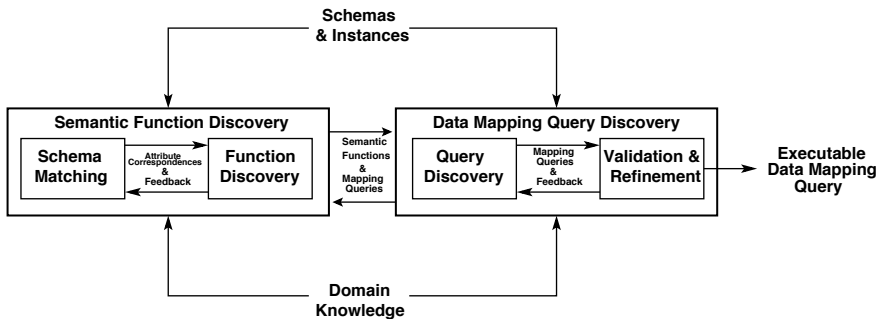 Schemas
& Instances
Semantic Function Discovery
Schema
Matching
Attribute
Correspondences
&
Feedback
Function
Discovery
Semantic
Functions
&
Mapping
Queries
Data Mapping Query Discovery
Query
Discovery
Mapping
Queries
&
Feedback
Validation &
Refinement
Executable
Data Mapping
Query
Domain
Knowledge